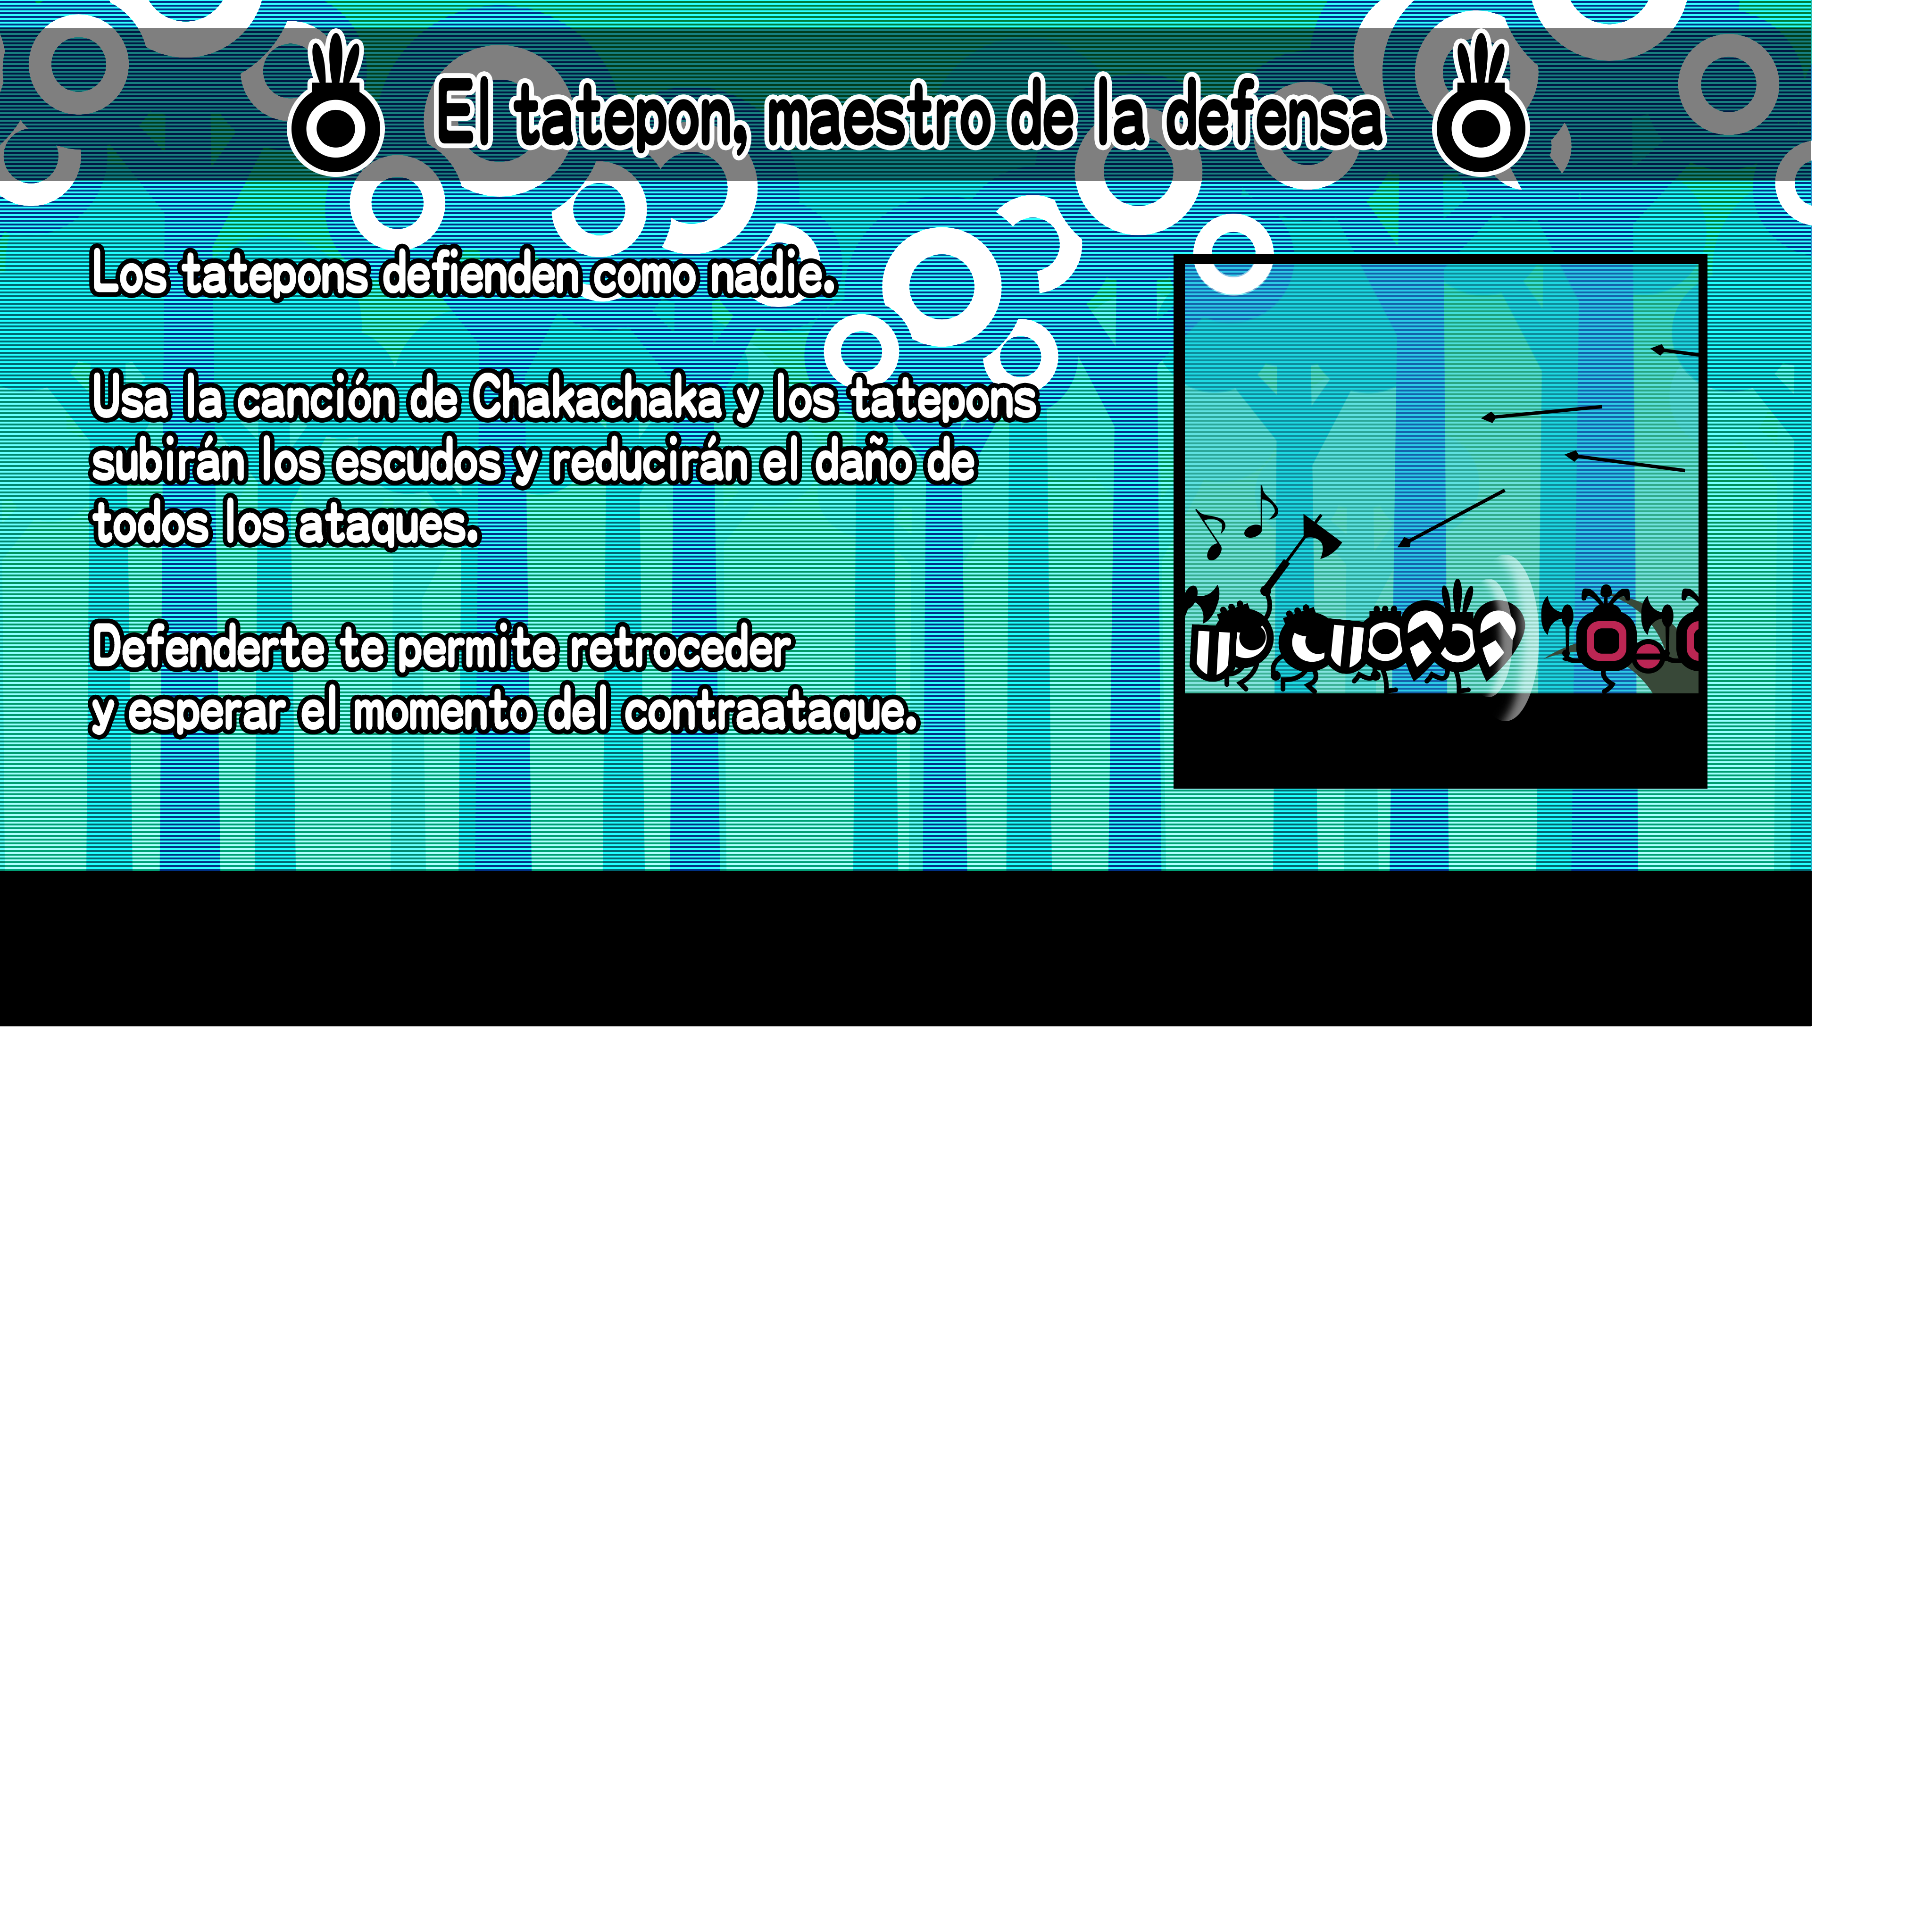 El tatepon, maestro de la defensa
Los tatepons defienden como nadie.
Usa la canción de Chakachaka y los tatepons
subirán los escudos y reducirán el daño de
todos los ataques.
Defenderte te permite retroceder
y esperar el momento del contraataque.